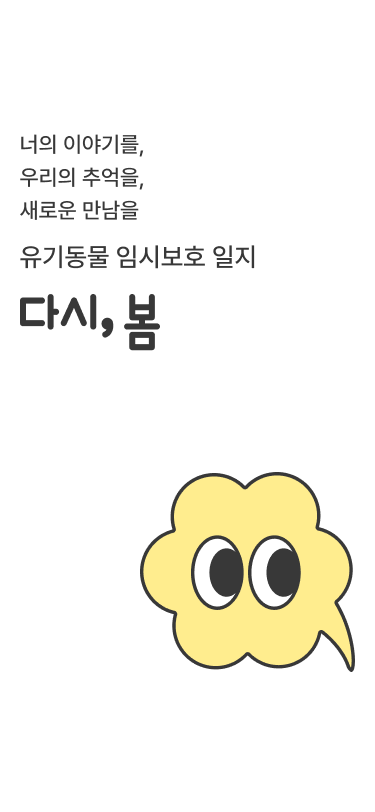 너의 이야기를,
우리의 추억을,
새로운 만남을
유기동물 임시보호 일지
다시, 봄